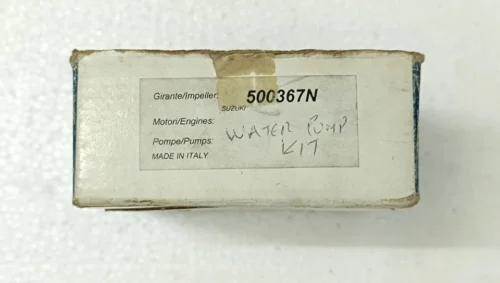 Girante/Impeller: 500367N
SUZUKI
Motori/Engines:
WATER PUMP
Pompe/Pumps:
KIT
MADE IN ITALY